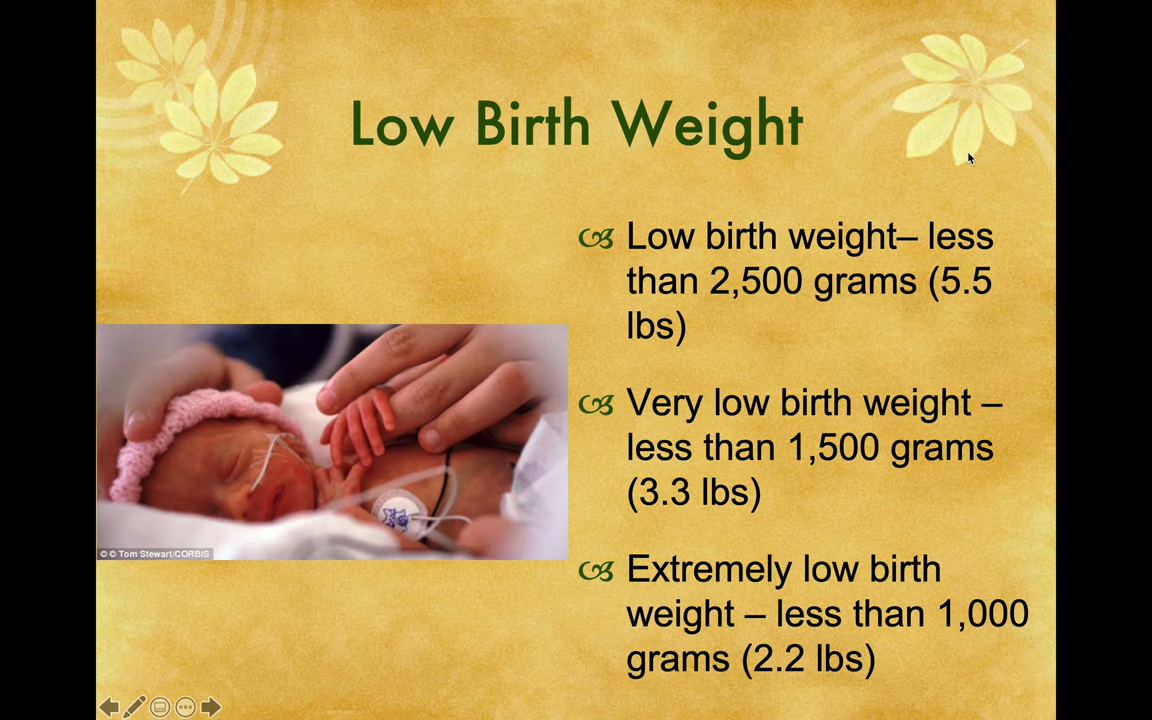 Low Birth Weight
Low birth weight– less
than 2,500 grams (5.5
lbs)
Very low birth weight –
less than 1,500 grams
(3.3 lbs)
Extremely low birth
weight – less than 1,000
grams (2.2 lbs)
© © Tom Stewart/CORBIS